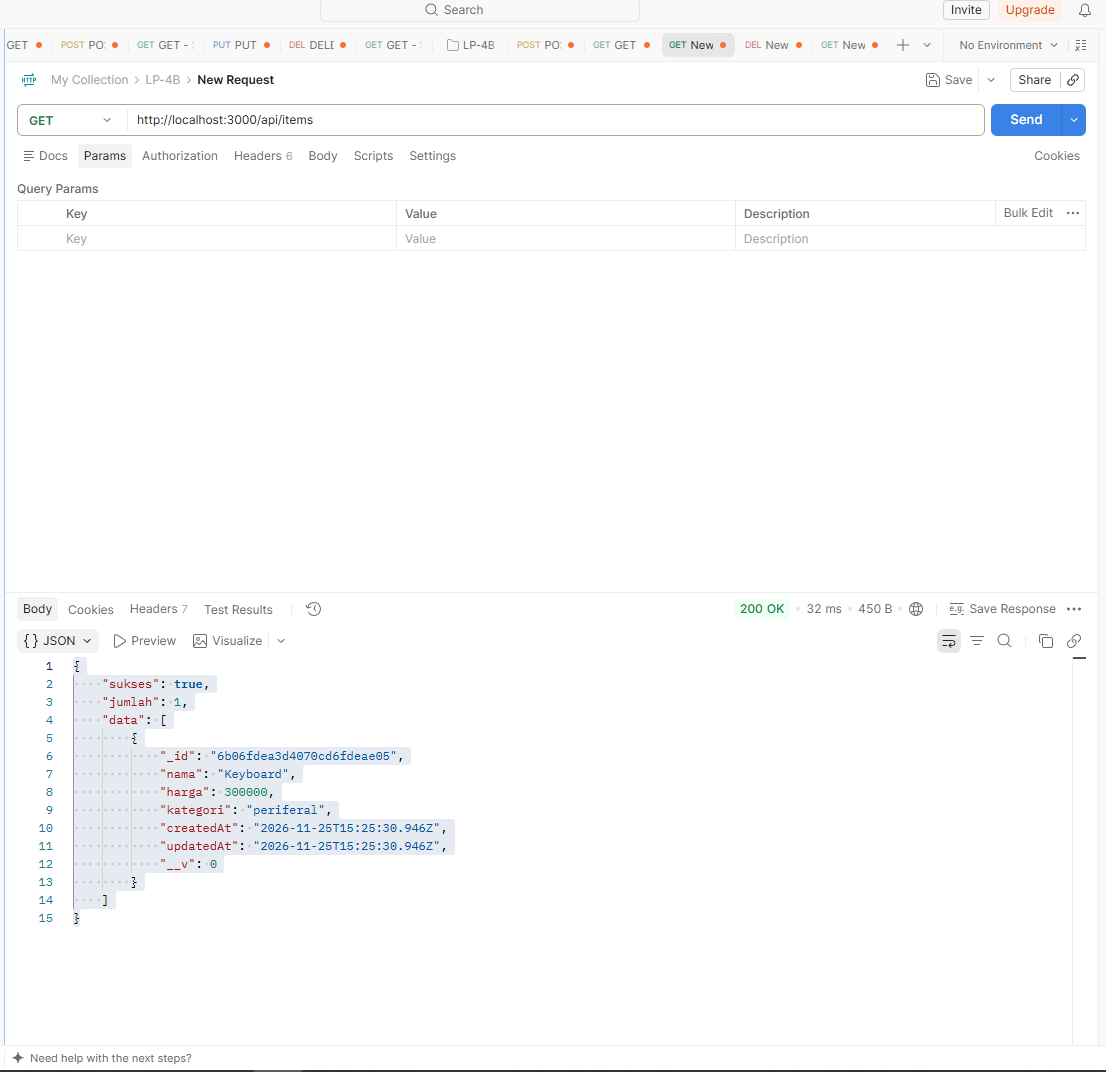 Search
Invite
Upgrade
GET
POST PO
GET GET -
PUT PUT
DEL DELE
GET GET -
LP-4B
POST PO
GET GET
GET New
DEL New
GET New
No Environment
HTTP
My Collection > LP-4B > New Request
Save
Share
GET
http://localhost:3000/api/items
Send
Docs
Params
Authorization
Headers 6
Body
Scripts
Settings
Cookies
Query Params
Key
Value
Description
Bulk Edit
Key
Value
Description
Body
Cookies
Headers 7
Test Results
200 OK
32 ms
450 B
e.g.
Save Response
{} JSON
Preview
Visualize
1 {
2 "sukses": true,
3 "jumlah": 1,
4 "data": [
5 {
6 "_id": "6b06fdea3d4070cd6fdeae05",
7 "nama": "Keyboard",
8 "harga": 300000,
9 "kategori": "periferal",
10 "createdAt": "2026-11-25T15:25:30.946Z",
11 "updatedAt": "2026-11-25T15:25:30.946Z",
12 "__v": 0
13 }
14 ]
15 }
Need help with the next steps?